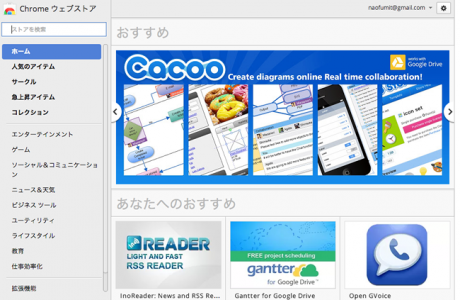 Chrome ウェブストア
naofumit@gmail.com
ストアを検索
ホーム
人気のアイテム
サークル
急上昇アイテム
コレクション
エンターテインメント
ゲーム
ソーシャル＆コミュニケーショ
ン
ニュース＆天気
ビジネス ツール
ユーティリティ
ライフスタイル
教育
仕事効率化
拡張機能
おすすめ
Cacoo
Create diagrams online Real time collaboration!
works with
Google Drive
icon set
あなたへのおすすめ
READER
LIGHT AND FAST
RSS READER
InoReader: News and RSS Re...
FREE project scheduling
gantter
for Google Drive
Gantter for Google Drive
Open GVoice